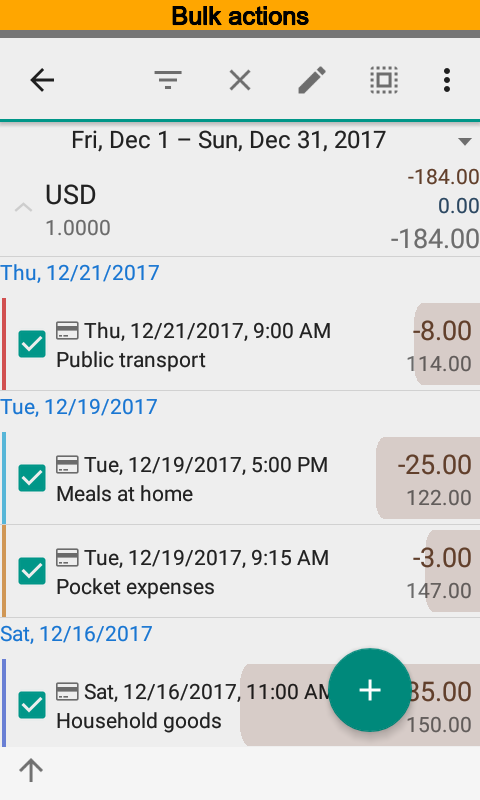 Bulk actions
Fri, Dec 1 – Sun, Dec 31, 2017
USD
-184.00
0.00
1.0000
-184.00
Thu, 12/21/2017
Thu, 12/21/2017, 9:00 AM
-8.00
Public transport
114.00
Tue, 12/19/2017
Tue, 12/19/2017, 5:00 PM
-25.00
Meals at home
122.00
Tue, 12/19/2017, 9:15 AM
-3.00
Pocket expenses
147.00
Sat, 12/16/2017
Sat, 12/16/2017, 11:00 AM
Household goods
150.00